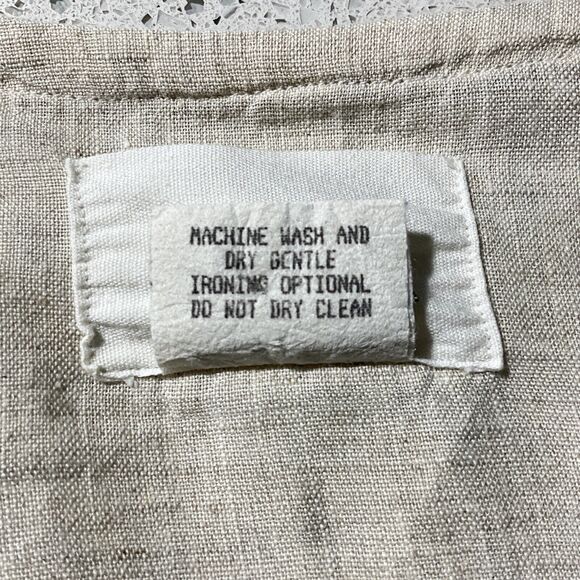 MACHINE WASH AND
DRY GENTLE
IRONING OPTIONAL
DO NOT DRY CLEAN